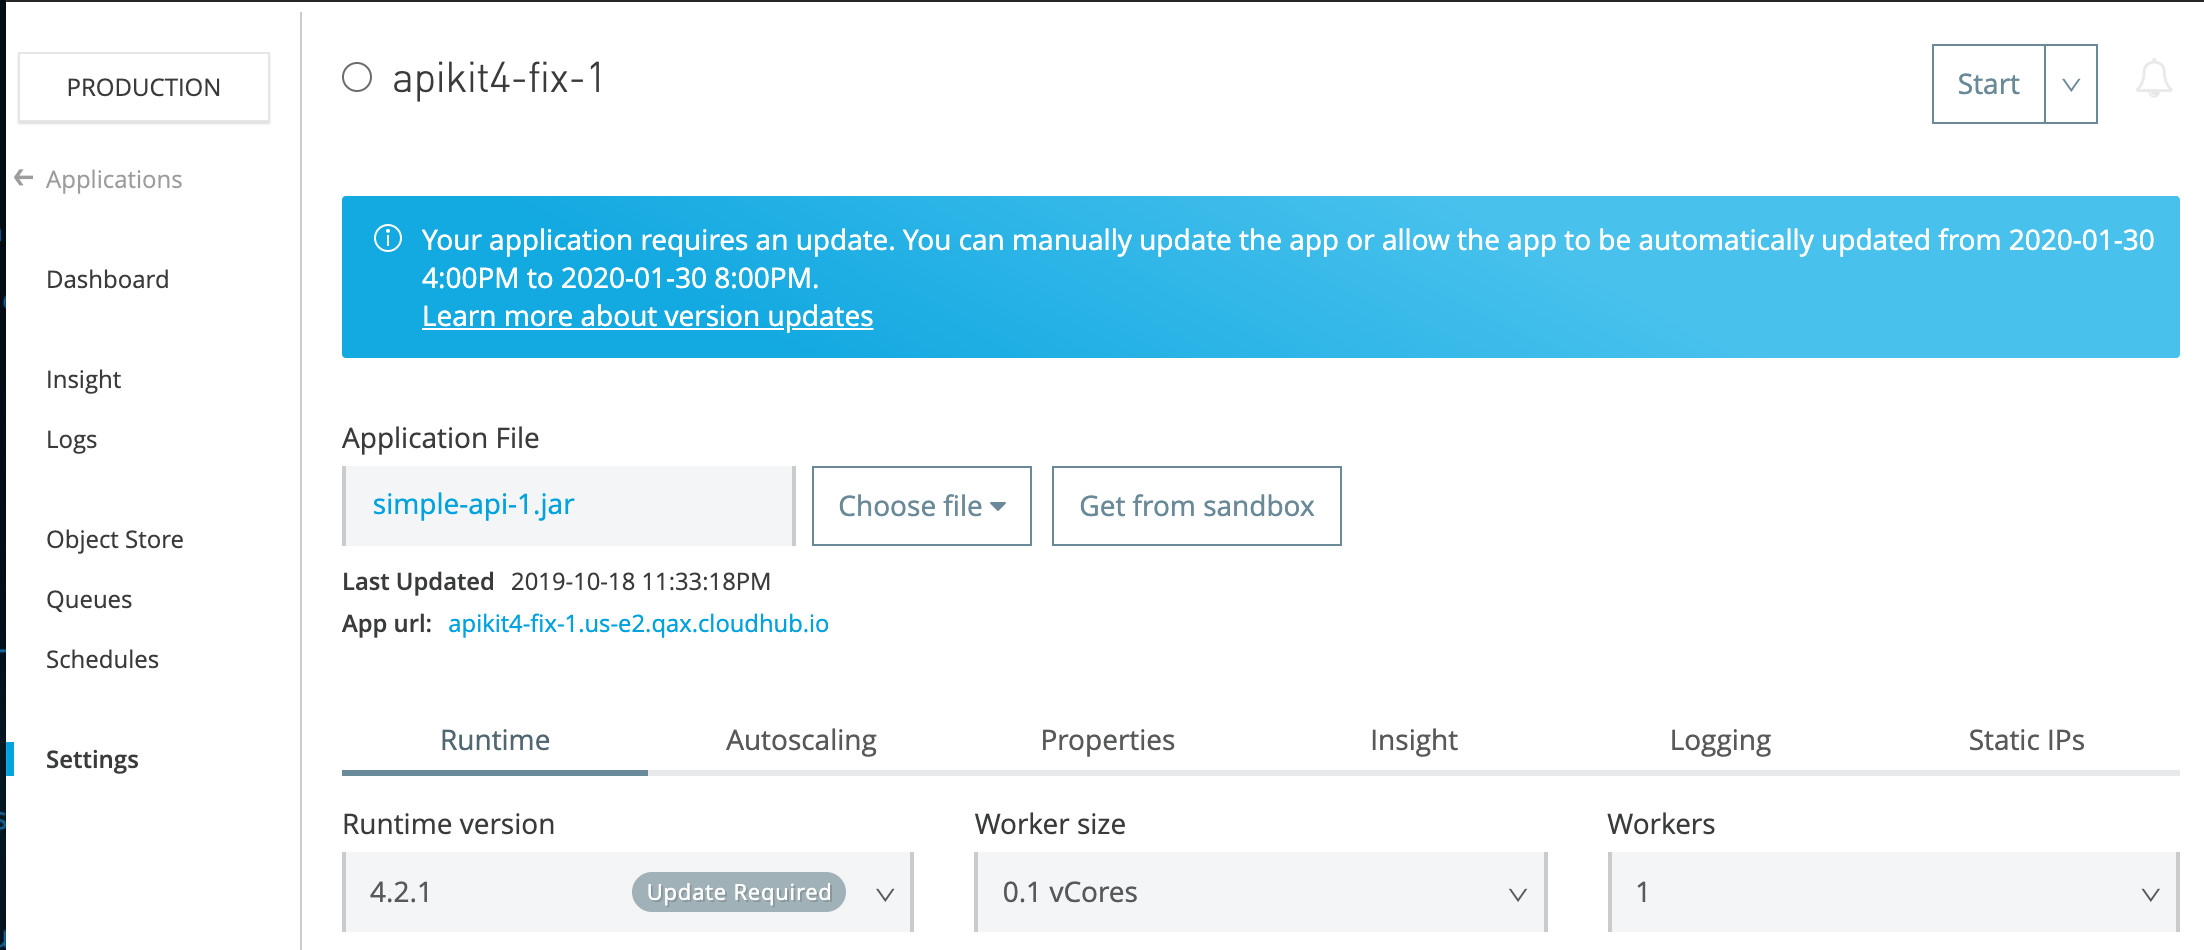 PRODUCTION
Applications
Dashboard
Insight
Logs
Object Store
Queues
Schedules
Settings
apikit4-fix-1
Start
Your application requires an update. You can manually update the app or allow the app to be automatically updated from 2020-01-30
4:00PM to 2020-01-30 8:00PM.
Learn more about version updates
Application File
simple-api-1.jar
Choose file
Get from sandbox
Last Updated 2019-10-18 11:33:18PM
App url: apikit4-fix-1.us-e2.qax.cloudhub.io
Runtime Autoscaling Properties Insight Logging Static IPs
Runtime version Worker size Workers
4.2.1 Update Required 0.1 vCores 1